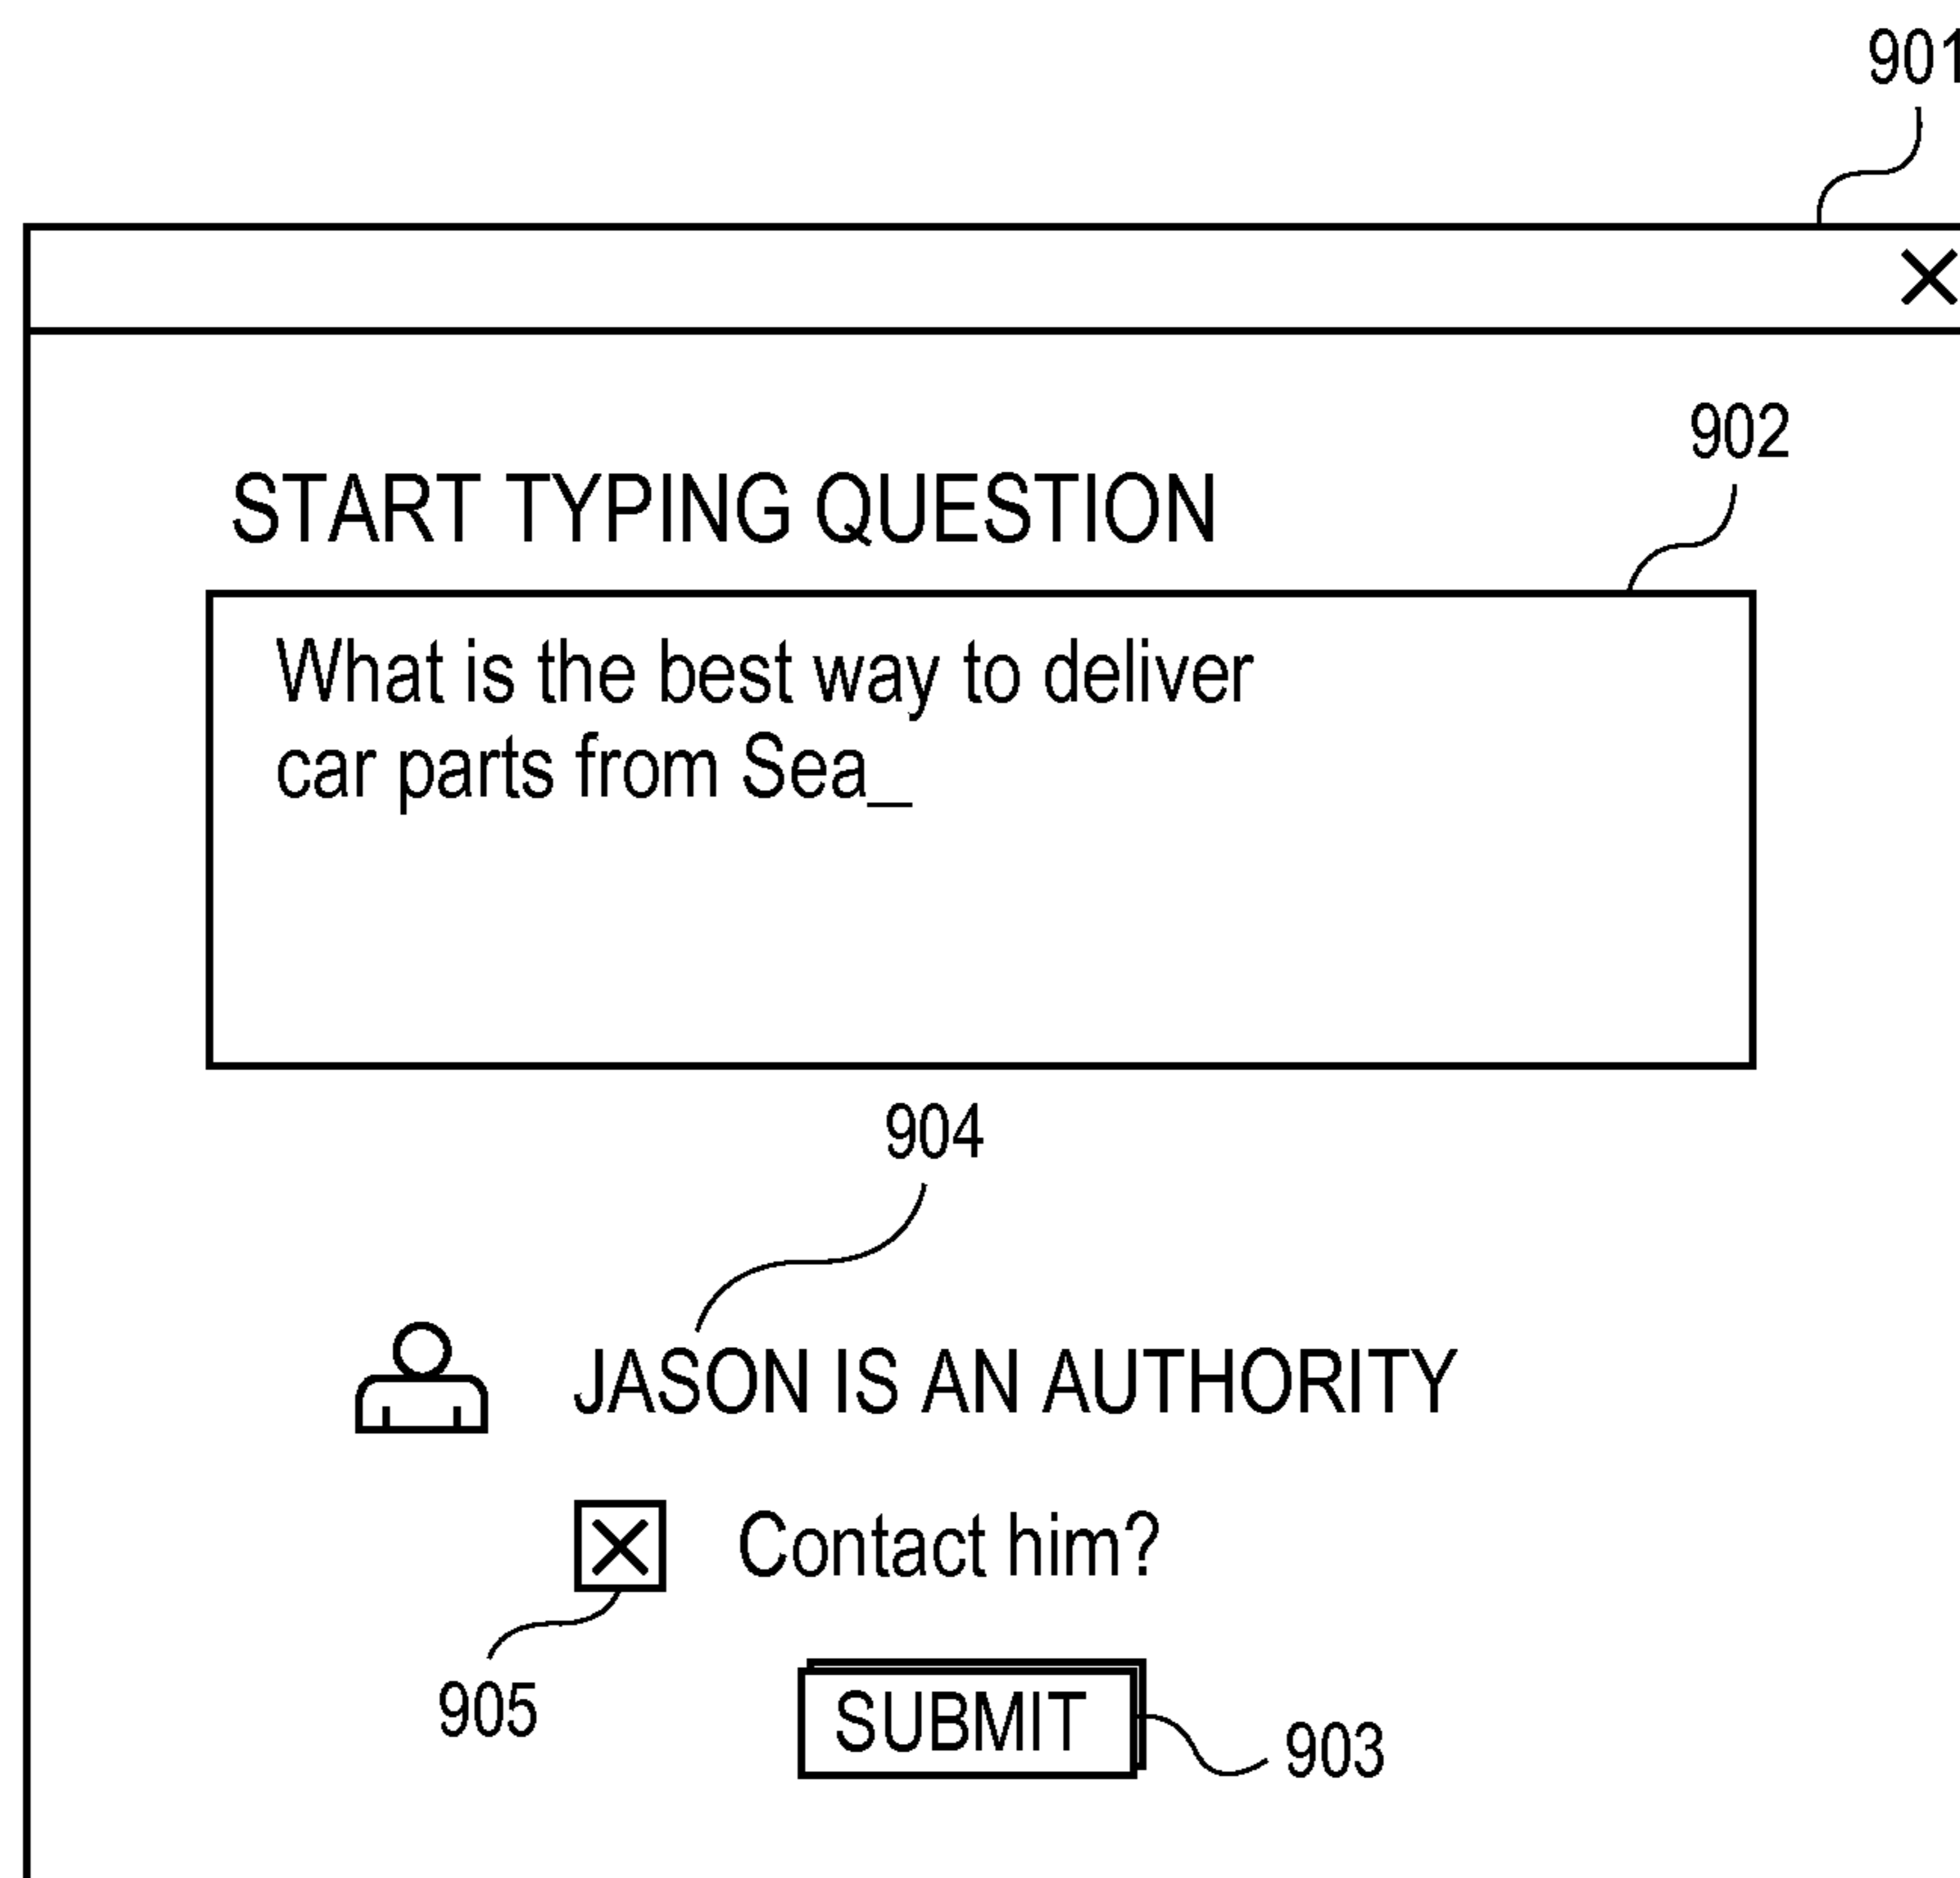 901
902
START TYPING QUESTION
What is the best way to deliver
car parts from Sea_
904
JASON IS AN AUTHORITY
Contact him?
905
SUBMIT
903